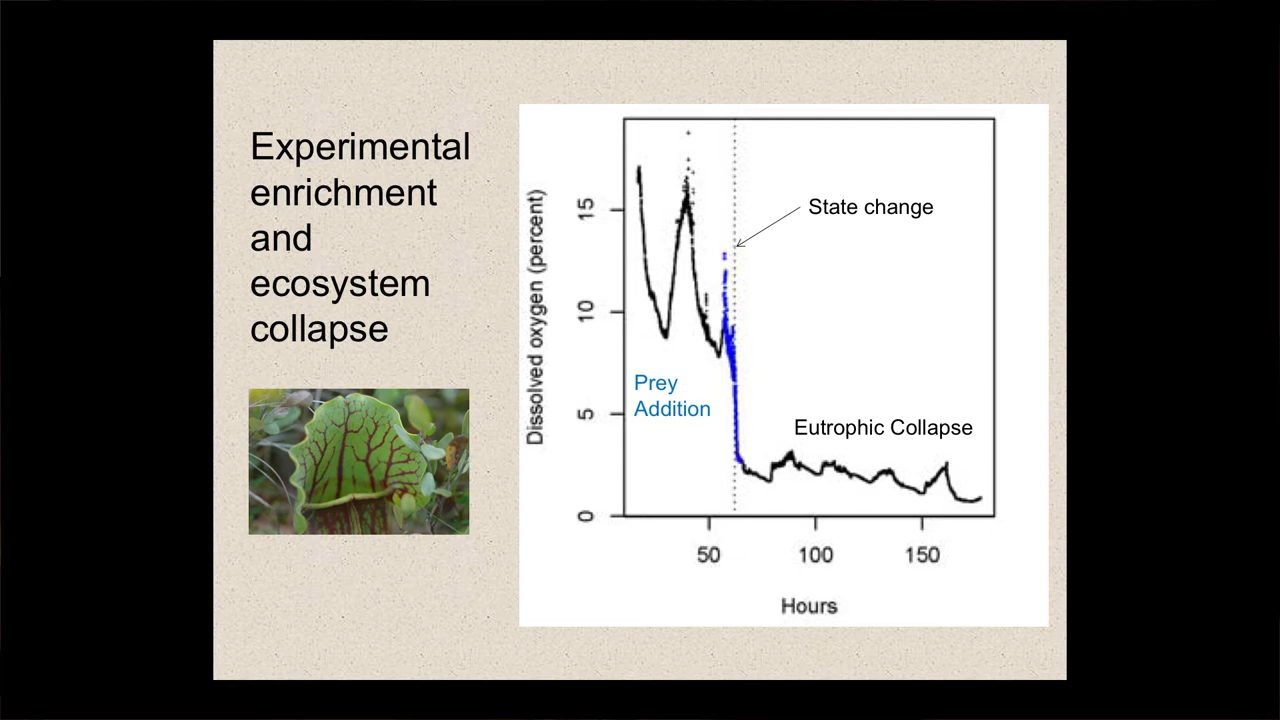 Experimental
enrichment
and
ecosystem
collapse
Dissolved oxygen (percent)
15
10
5
0
State change
Prey
Addition
Eutrophic Collapse
50
100
150
Hours